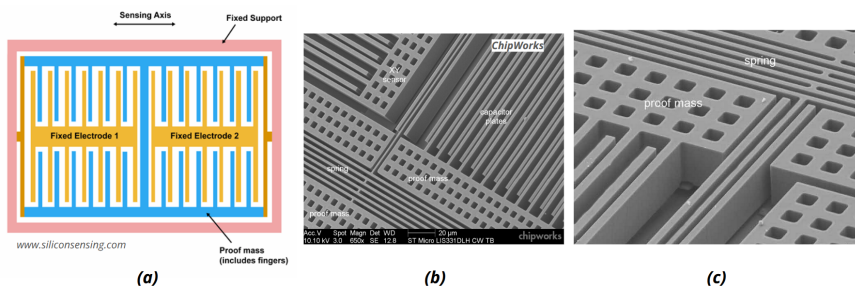 Sensing Axis
Fixed Support
Fixed Electrode 1
Fixed Electrode 2
www.siliconsensing.com
Proof mass
(includes fingers)
(a)
ChipWorks
XY
sensor
capacitor
plates
spring
proof mass
proof mass
Acc.V Spot Magn Det WD 20 µm
10.10 kV 3.0 650x SE 12.8 ST Micro LIS331DLH CW TB
chipworks
(b)
spring
proof mass
(c)